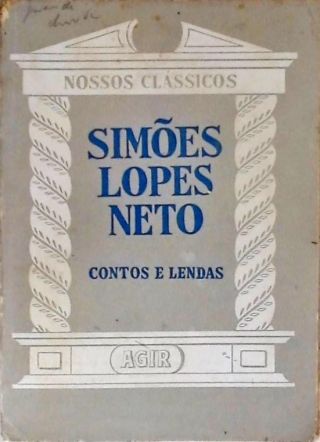 NOSSOS CLÁSSICOS
SIMÕES
LOPES
NETO
CONTOS E LENDAS
AGIR